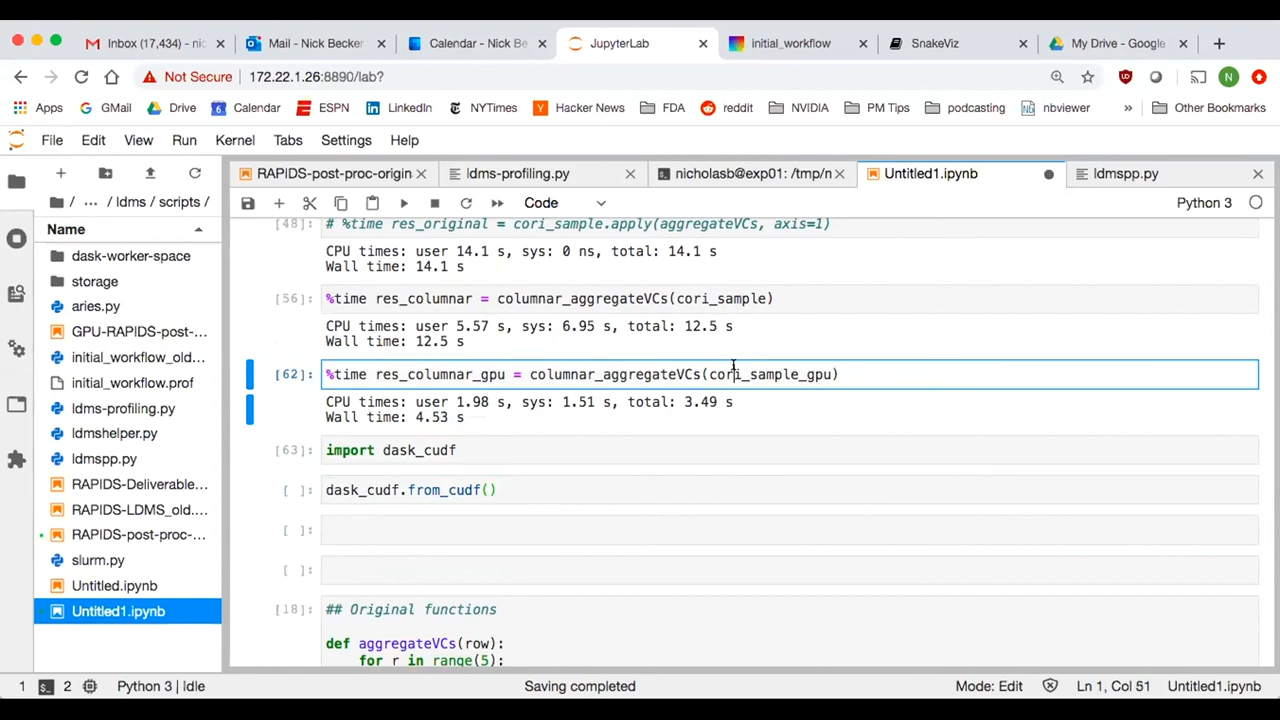 Inbox (17,434) - nic
Mail - Nick Becker
Calendar - Nick Be
JupyterLab
initial_workflow
SnakeViz
My Drive - Google
Not Secure
172.22.1.26:8890/lab?
N
Apps
GMail
Drive
Calendar
ESPN
LinkedIn
NYTimes
Hacker News
FDA
reddit
NVIDIA
PM Tips
podcasting
nbviewer
»
Other Bookmarks
File
Edit
View
Run
Kernel
Tabs
Settings
Help
RAPIDS-post-proc-origin
ldms-profiling.py
nicholasb@exp01: /tmp/n
Untitled1.ipynb
ldmspp.py
/ ... / ldms / scripts /
Code
Python 3
Name
dask-worker-space
storage
aries.py
GPU-RAPIDS-post-...
initial_workflow_old...
initial_workflow.prof
ldms-profiling.py
ldmshelper.py
ldmspp.py
RAPIDS-Deliverable...
RAPIDS-LDMS_old....
RAPIDS-post-proc-...
slurm.py
Untitled.ipynb
Untitled1.ipynb
[48]: # %time res_original = cori_sample.apply(aggregateVCs, axis=1)
CPU times: user 14.1 s, sys: 0 ns, total: 14.1 s
Wall time: 14.1 s
[56]: %time res_columnar = columnar_aggregateVCs(cori_sample)
CPU times: user 5.57 s, sys: 6.95 s, total: 12.5 s
Wall time: 12.5 s
[62]: %time res_columnar_gpu = columnar_aggregateVCs(cori_sample_gpu)
CPU times: user 1.98 s, sys: 1.51 s, total: 3.49 s
Wall time: 4.53 s
[63]: import dask_cudf
[ ]: dask_cudf.from_cudf()
[ ]:
[ ]:
[18]: ## Original functions
def aggregateVCs(row):
for r in range(5):
1
2
Python 3 | Idle
Saving completed
Mode: Edit
Ln 1, Col 51
Untitled1.ipynb